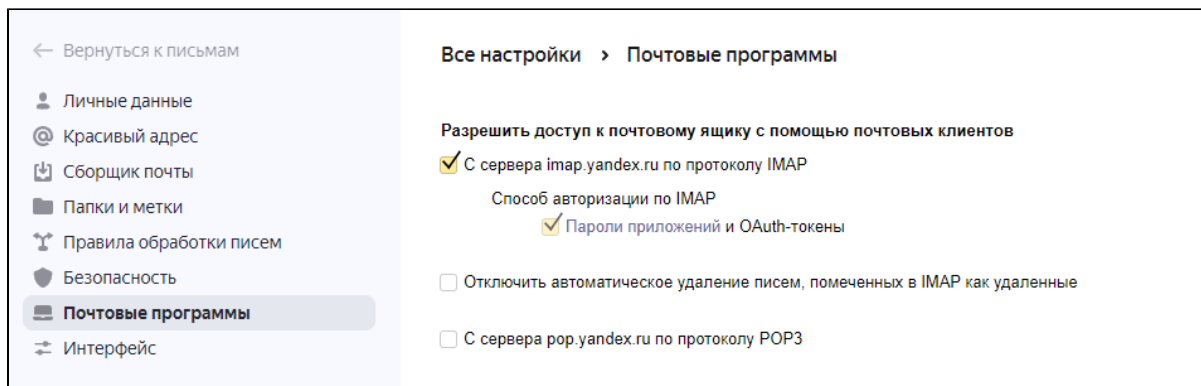 Вернуться к письмам
Личные данные
Красивый адрес
Сборщик почты
Папки и метки
Правила обработки писем
Безопасность
Почтовые программы
Интерфейс
Все настройки › Почтовые программы
Разрешить доступ к почтовому ящику с помощью почтовых клиентов
С сервера imap.yandex.ru по протоколу IMAP
Способ авторизации по IMAP
Пароли приложений и OAuth-токены
Отключить автоматическое удаление писем, помеченных в IMAP как удаленные
С сервера pop.yandex.ru по протоколу POP3